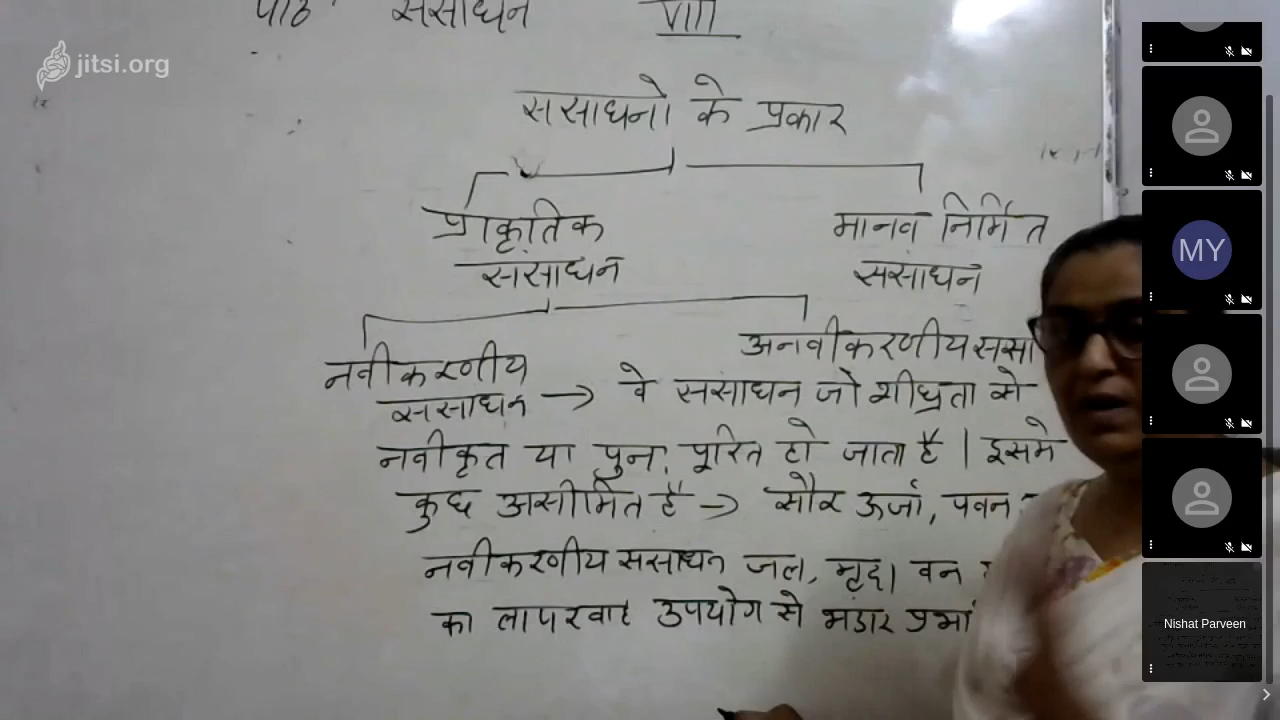 पाठ संसाधन VIII
jitsi.org
संसाधनो के प्रकार
प्राकृतिक
संसाधन
मानव निर्मित
संसाधन
नवीकरणीय
संसाधन → वे संसाधन जो शीघ्रता से
अनवीकरणीय संसा
नवीकृत या पुन: पूरित हो जाता है । इसमे
कुछ असीमित है → सौर ऊर्जा, पवन
नवीकरणीय संसाधन जल, मृदा वन
का लापरवाह उपयोग से भंडार प्रभा
MY
Nishat Parveen